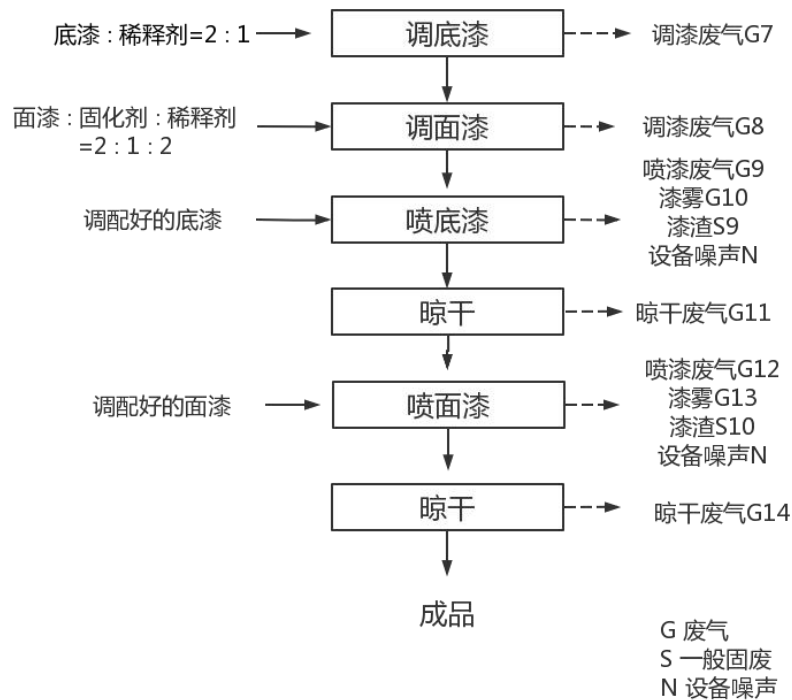 底漆：稀释剂=2：1
调底漆
调漆废气G7
面漆：固化剂：稀释剂
=2：1：2
调面漆
调漆废气G8
调配好的底漆
喷底漆
喷漆废气G9
漆雾G10
漆渣S9
设备噪声N
晾干
晾干废气G11
调配好的面漆
喷面漆
喷漆废气G12
漆雾G13
漆渣S10
设备噪声N
晾干
晾干废气G14
成品
G 废气
S 一般固废
N 设备噪声